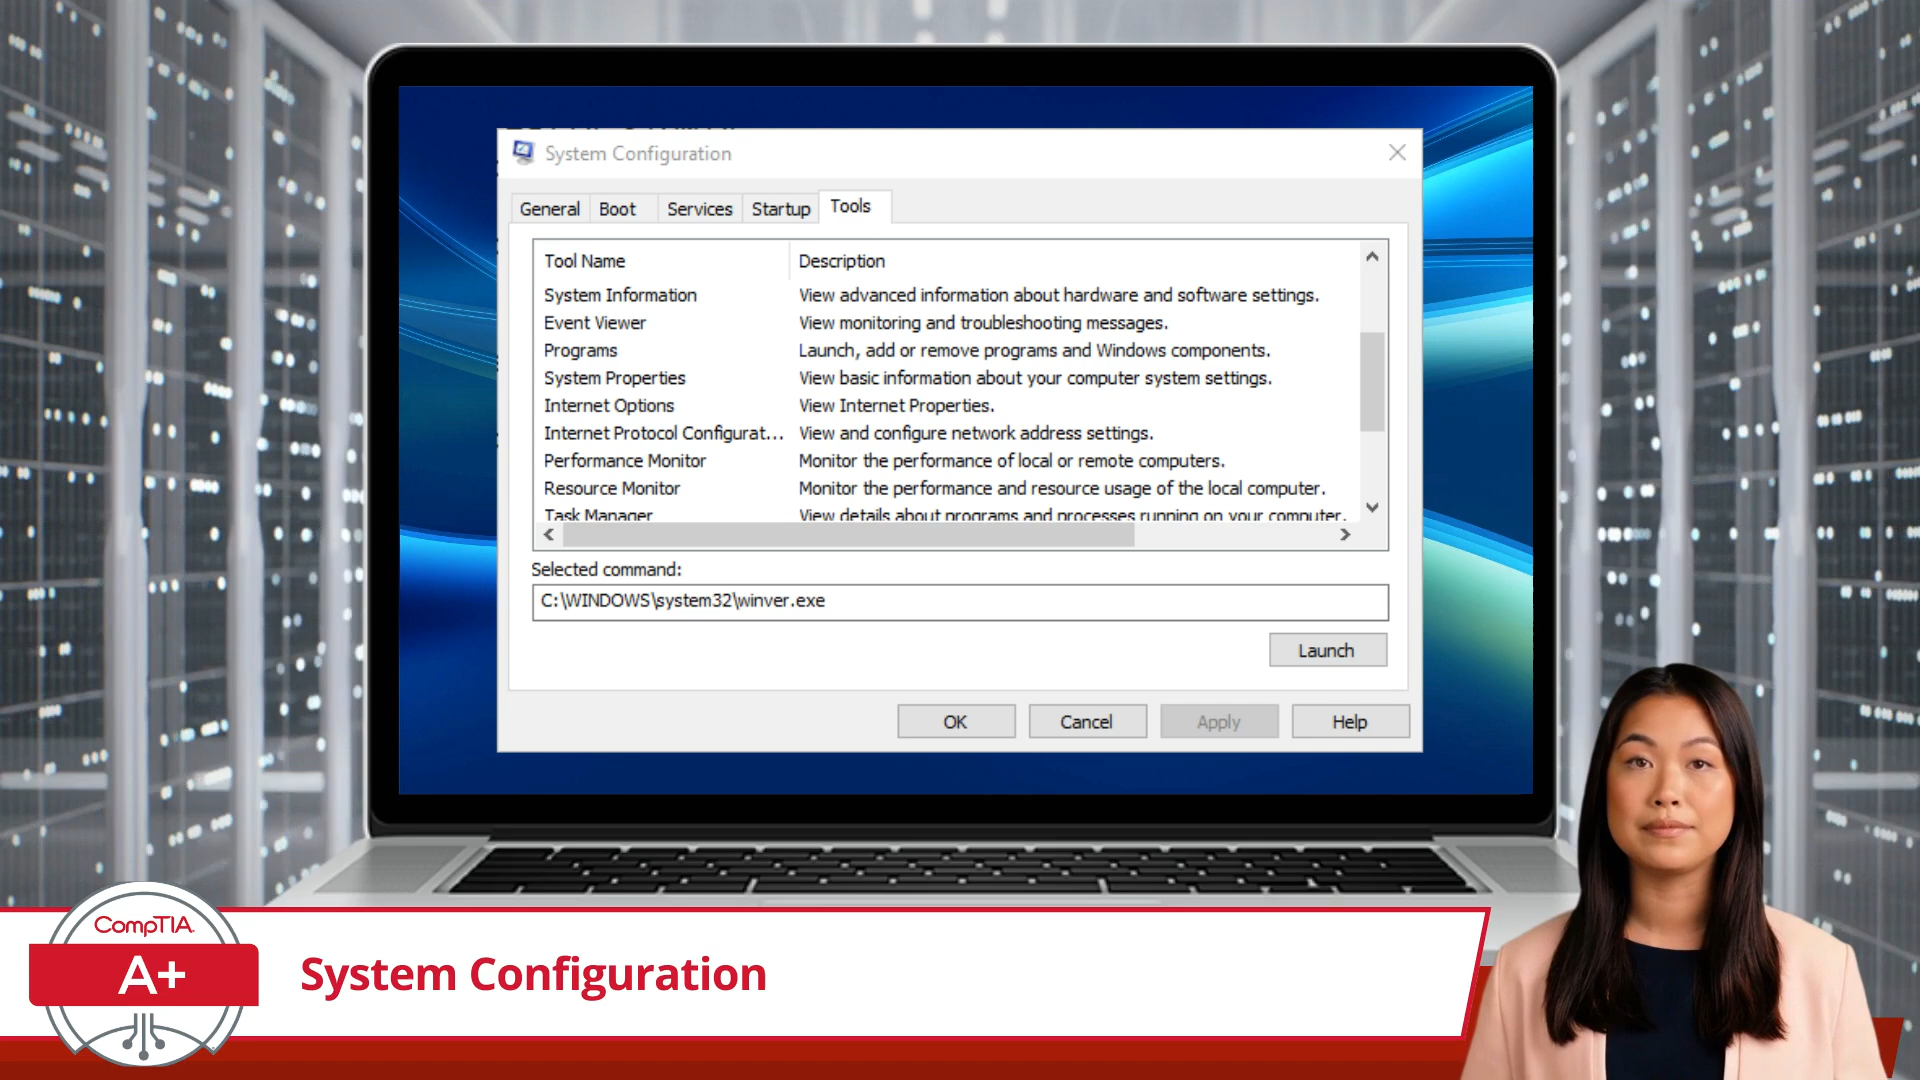 System Configuration
General Boot Services Startup Tools
Tool Name Description
System Information View advanced information about hardware and software settings.
Event Viewer View monitoring and troubleshooting messages.
Programs Launch, add or remove programs and Windows components.
System Properties View basic information about your computer system settings.
Internet Options View Internet Properties.
Internet Protocol Configurat... View and configure network address settings.
Performance Monitor Monitor the performance of local or remote computers.
Resource Monitor Monitor the performance and resource usage of the local computer.
Task Manager View details about programs and processes running on your computer.
Selected command:
C:\WINDOWS\system32\winver.exe
Launch
OK Cancel Apply Help
CompTIA.
A+
System Configuration